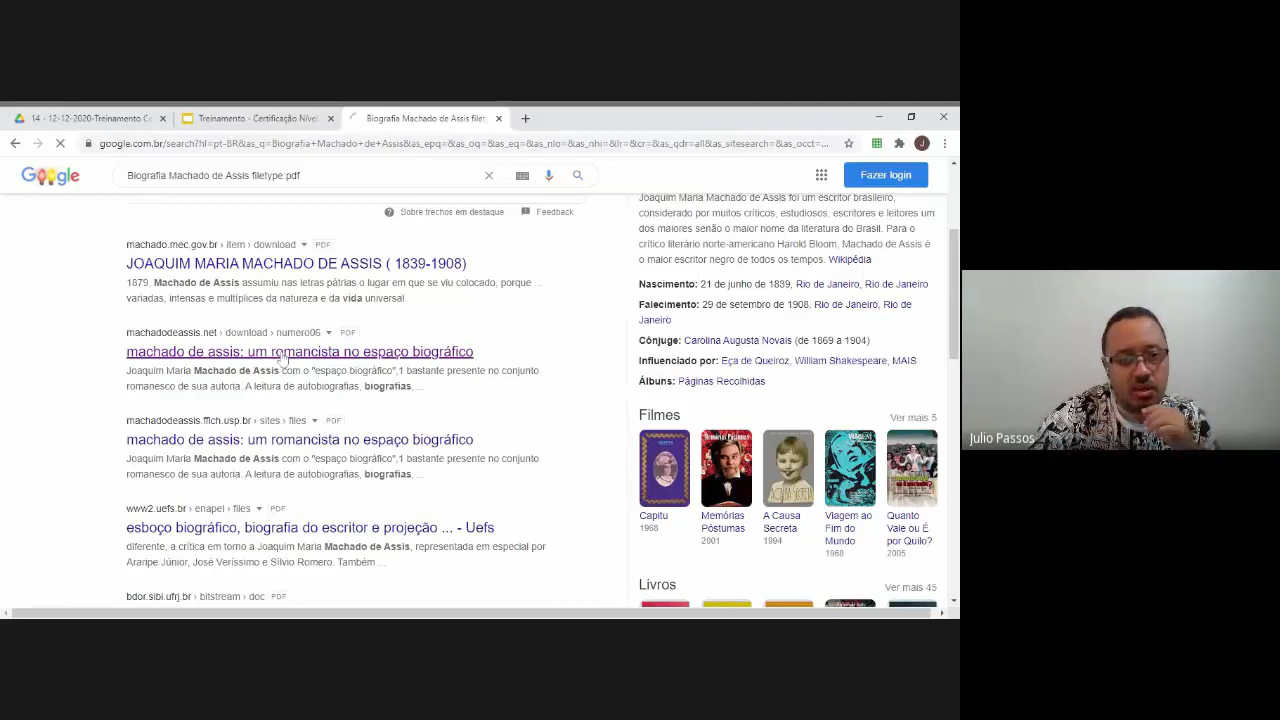 14 - 12-12-2020-Treinamento Ce
Treinamento - Certificação Nível
Biografia Machado de Assis filety
google.com.br/search?hl=pt-BR&as_q=Biografia+Machado+de+Assis&as_epq=&as_oq=&as_eq=&as_nlo=&as_nhi=&lr=&cr=&as_qdr=all&as_sitesearch=&as_occt=...
J
Google
Biografia Machado de Assis filetype pdf
Fazer login
Sobre trechos em destaque
Feedback
machado.mec.gov.br › item › download PDF
JOAQUIM MARIA MACHADO DE ASSIS ( 1839-1908)
1879, Machado de Assis assumiu nas letras pátrias o lugar em que se viu colocado, porque ...
variadas, intensas e multíplices da natureza e da vida universal
machadodeassis.net › download › numero06 PDF
machado de assis: um romancista no espaço biográfico
Joaquim Maria Machado de Assis com o "espaço biográfico",1 bastante presente no conjunto
romanesco de sua autoria. A leitura de autobiografias, biografias, ...
machadodeassis.fflch.usp.br › sites › files PDF
machado de assis: um romancista no espaço biográfico
Joaquim Maria Machado de Assis com o "espaço biográfico",1 bastante presente no conjunto
romanesco de sua autoria. A leitura de autobiografias, biografias, ...
www2.uefs.br › enapel › files PDF
esboço biográfico, biografia do escritor e projeção ... - Uefs
diferente, a crítica em torno a Joaquim Maria Machado de Assis, representada em especial por
Araripe Júnior, José Veríssimo e Sílvio Romero. Também ...
bdor.sibi.ufrj.br › bitstream › doc PDF
Joaquim Maria Machado de Assis foi um escritor brasileiro,
considerado por muitos críticos, estudiosos, escritores e leitores um
dos maiores senão o maior nome da literatura do Brasil. Para o
crítico literário norte-americano Harold Bloom, Machado de Assis é
o maior escritor negro de todos os tempos. Wikipédia
Nascimento: 21 de junho de 1839, Rio de Janeiro, Rio de Janeiro
Falecimento: 29 de setembro de 1908, Rio de Janeiro, Rio de
Janeiro
Cônjuge: Carolina Augusta Novais (de 1869 a 1904)
Influenciado por: Eça de Queiroz, William Shakespeare, MAIS
Álbuns: Páginas Recolhidas
Filmes
Ver mais 5
Capitu
1968
Memórias
Póstumas
2001
A Causa
Secreta
1994
Viagem ao
Fim do
Mundo
1968
Quanto
Vale ou É
por Quilo?
2005
Livros
Ver mais 45
Julio Passos